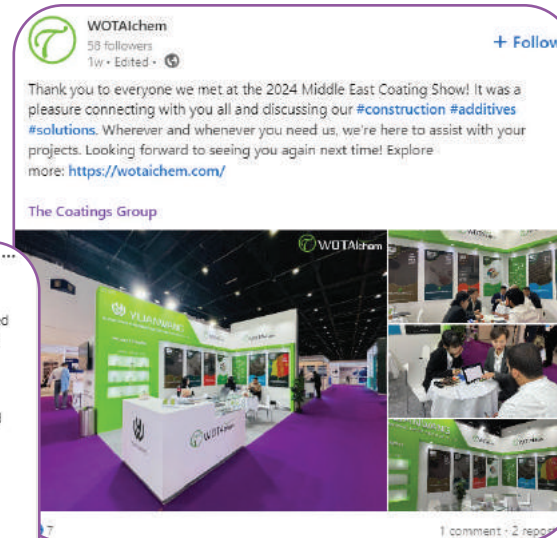 WOTAIchem
58 followers
1w • Edited •
+ Follow
Thank you to everyone we met at the 2024 Middle East Coating Show! It was a
pleasure connecting with you all and discussing our #construction #additives
#solutions. Wherever and whenever you need us, we're here to assist with your
projects. Looking forward to seeing you again next time! Explore
more: https://wotaichem.com/
The Coatings Group
...
WOTAIchem
YUANWANG
WOTAIchem
7
1 comment · 2 repost